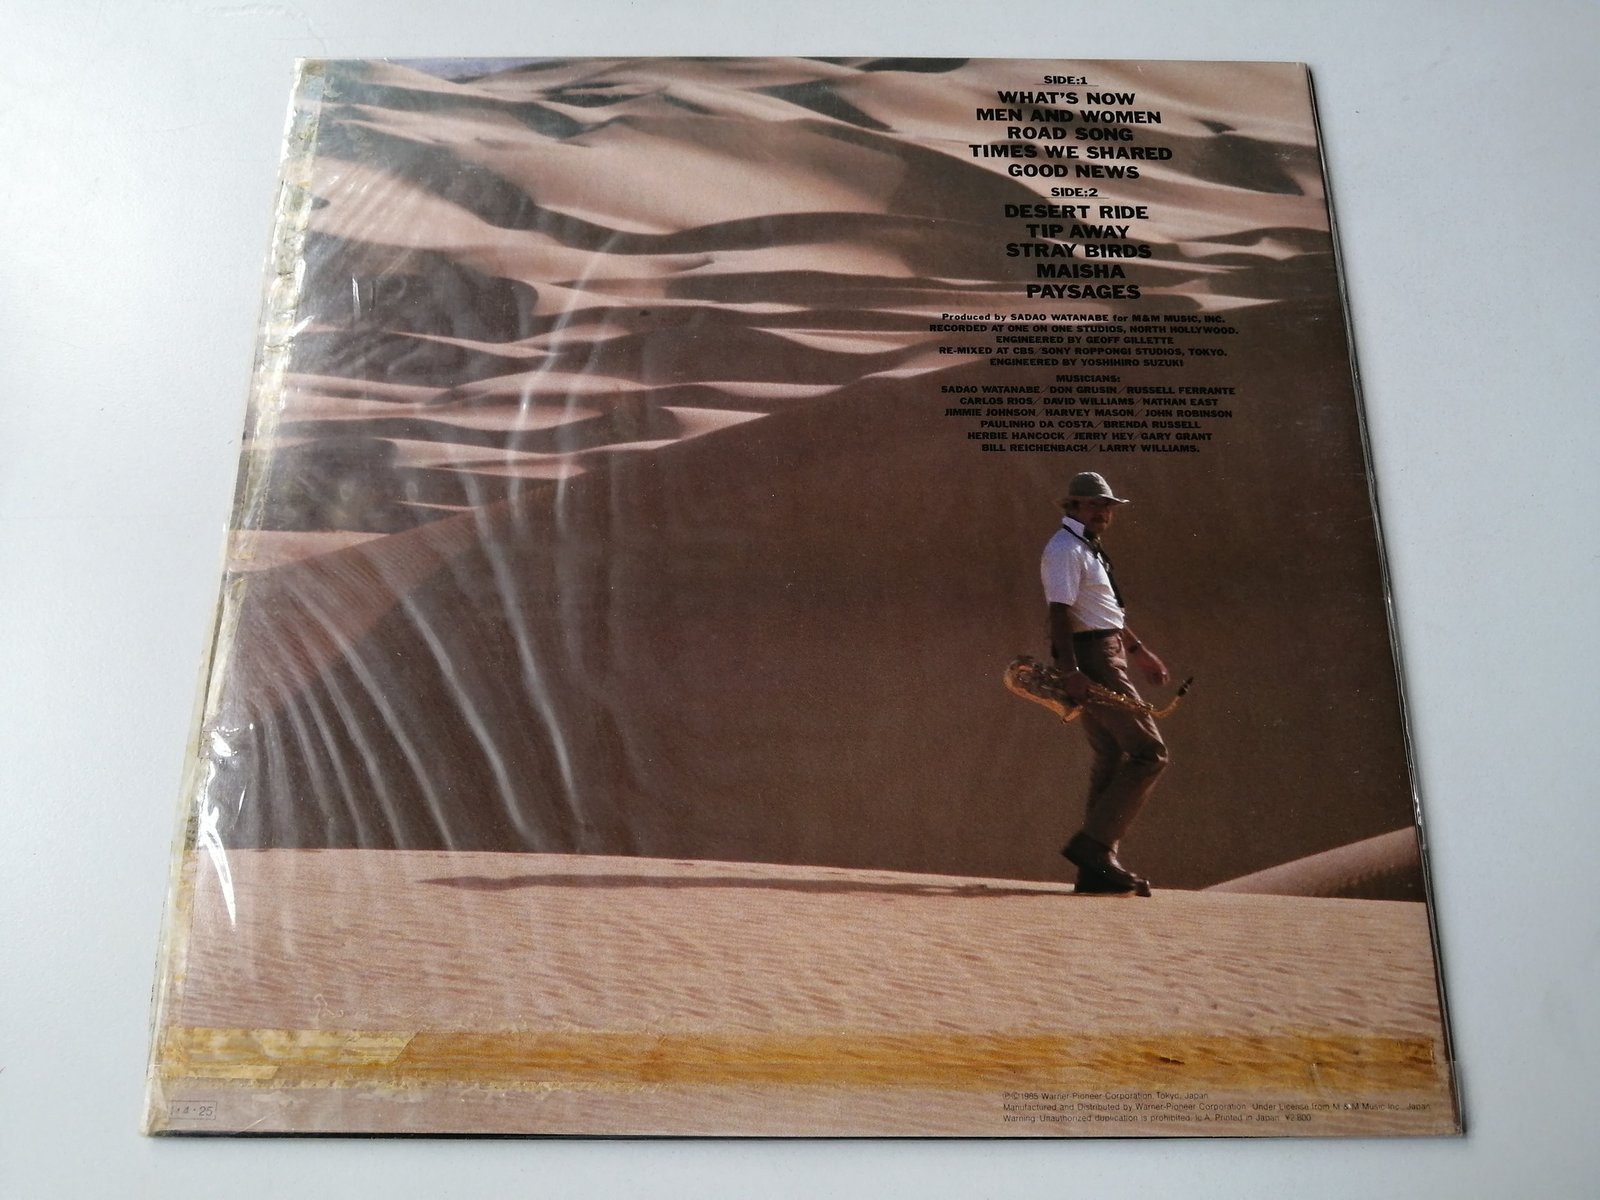 SIDE:1
WHAT'S NOW
MEN AND WOMEN
ROAD SONG
TIMES WE SHARED
GOOD NEWS
SIDE:2
DESERT RIDE
TIP AWAY
STRAY BIRDS
MAISHA
PAYSAGES
Produced by SADAO WATANABE for M&M MUSIC, INC.
RECORDED AT ONE ON ONE STUDIOS, NORTH HOLLYWOOD.
ENGINEERED BY GEOFF GILLETTE
RE-MIXED AT CBS/SONY ROPPONGI STUDIOS, TOKYO.
ENGINEERED BY YOSHIHIRO SUZUKI
MUSICIANS:
SADAO WATANABE/DON GRUSIN/RUSSELL FERRANTE
CARLOS RIOS/DAVID WILLIAMS/NATHAN EAST
JIMMIE JOHNSON/HARVEY MASON/JOHN ROBINSON
PAULINHO DA COSTA/BRENDA RUSSELL
HERBIE HANCOCK/JERRY HEY/GARY GRANT
BILL REICHENBACH/LARRY WILLIAMS.
℗©1985 Warner-Pioneer Corporation, Tokyo, Japan
Manufactured and Distributed by Warner-Pioneer Corporation. Under License from M & M Music Inc., Japan.
Warning: Unauthorized duplication is prohibited. Ic A. Printed in Japan. ¥2,800
4·25